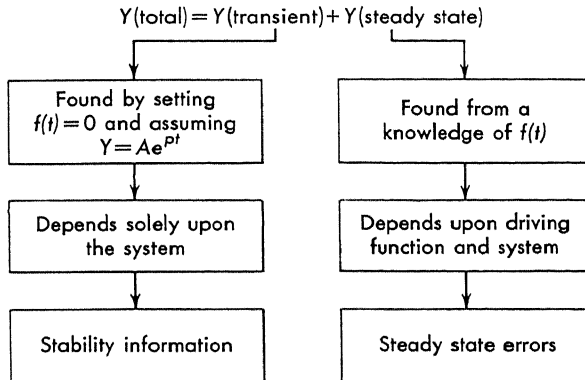 Y(total)=Y(transient)+Y(steady state)
Found by setting
f(t)=0 and assuming
Y=Ae^{pt}
Found from a
knowledge of f(t)
Depends solely upon
the system
Depends upon driving
function and system
Stability information
Steady state errors